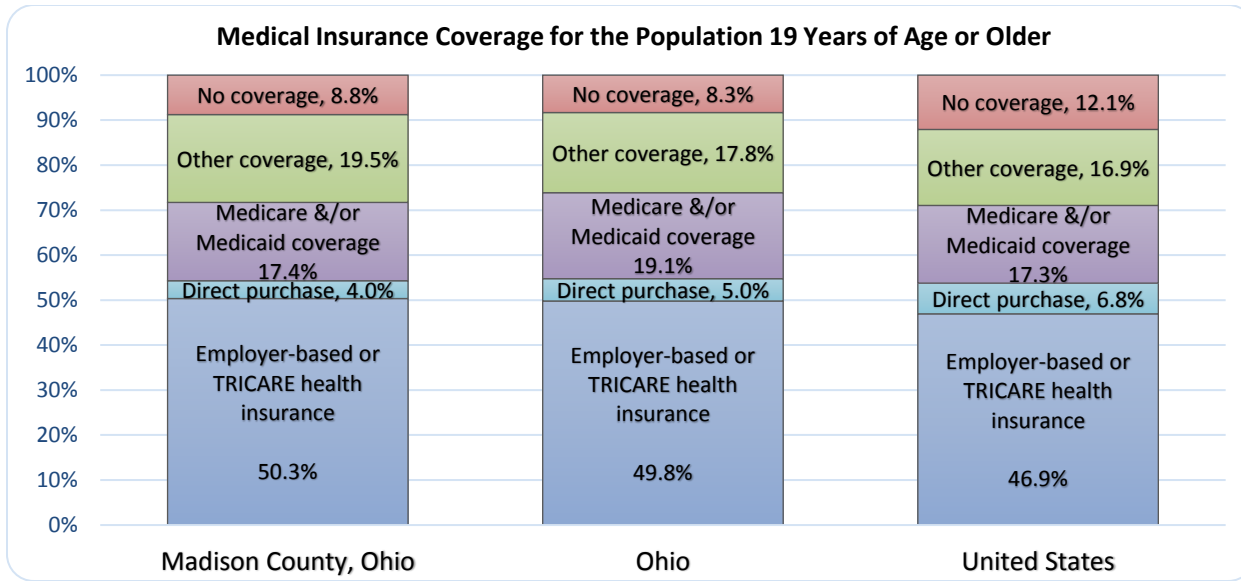 Medical Insurance Coverage for the Population 19 Years of Age or Older
100%
90%
80%
70%
60%
50%
40%
30%
20%
10%
0%
No coverage, 8.8%
Other coverage, 19.5%
Medicare &/or
Medicaid coverage
17.4%
Direct purchase, 4.0%
Employer-based or
TRICARE health
insurance
50.3%
No coverage, 8.3%
Other coverage, 17.8%
Medicare &/or
Medicaid coverage
19.1%
Direct purchase, 5.0%
Employer-based or
TRICARE health
insurance
49.8%
No coverage, 12.1%
Other coverage, 16.9%
Medicare &/or
Medicaid coverage
17.3%
Direct purchase, 6.8%
Employer-based or
TRICARE health
insurance
46.9%
Madison County, Ohio
Ohio
United States